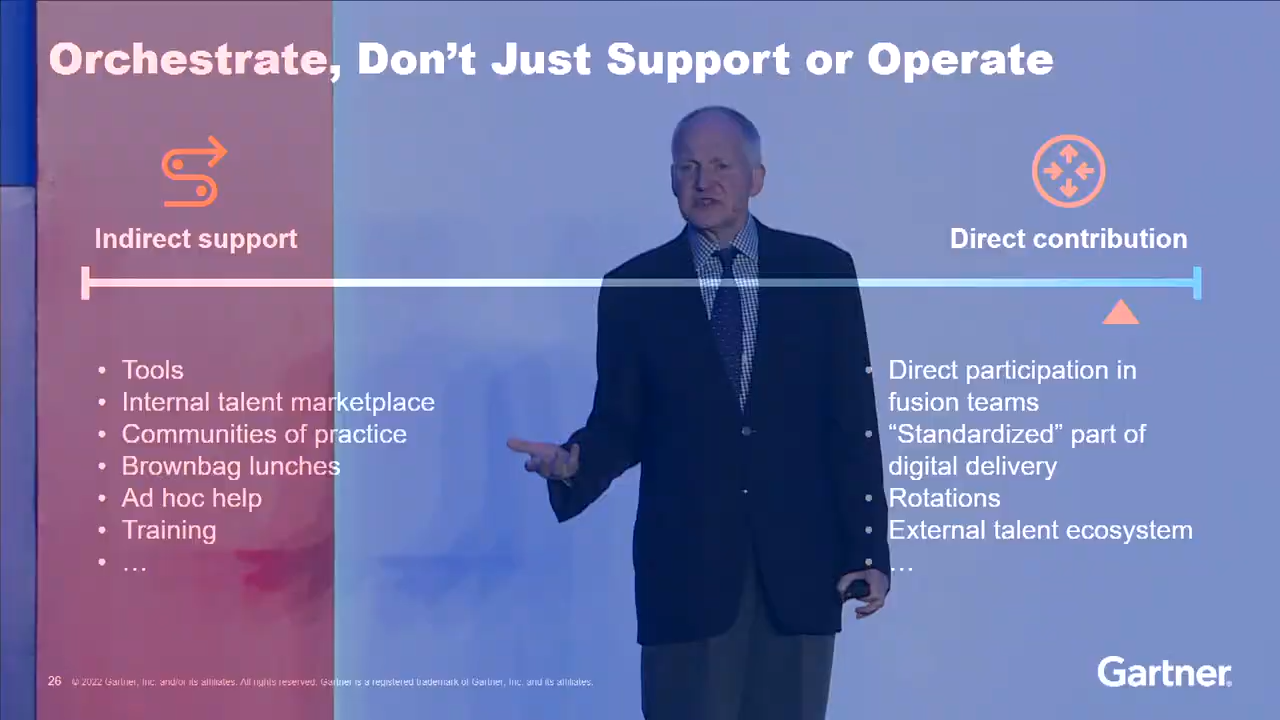 Orchestrate, Don’t Just Support or Operate
Indirect support
Direct contribution
• Tools
• Internal talent marketplace
• Communities of practice
• Brownbag lunches
• Ad hoc help
• Training
• …
• Direct participation in
fusion teams
• “Standardized” part of
digital delivery
• Rotations
• External talent ecosystem
• …
26 © 2022 Gartner, Inc. and/or its affiliates. All rights reserved. Gartner is a registered trademark of Gartner, Inc. and its affiliates.
Gartner®